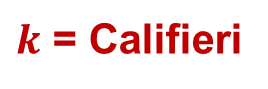 k = Califieri